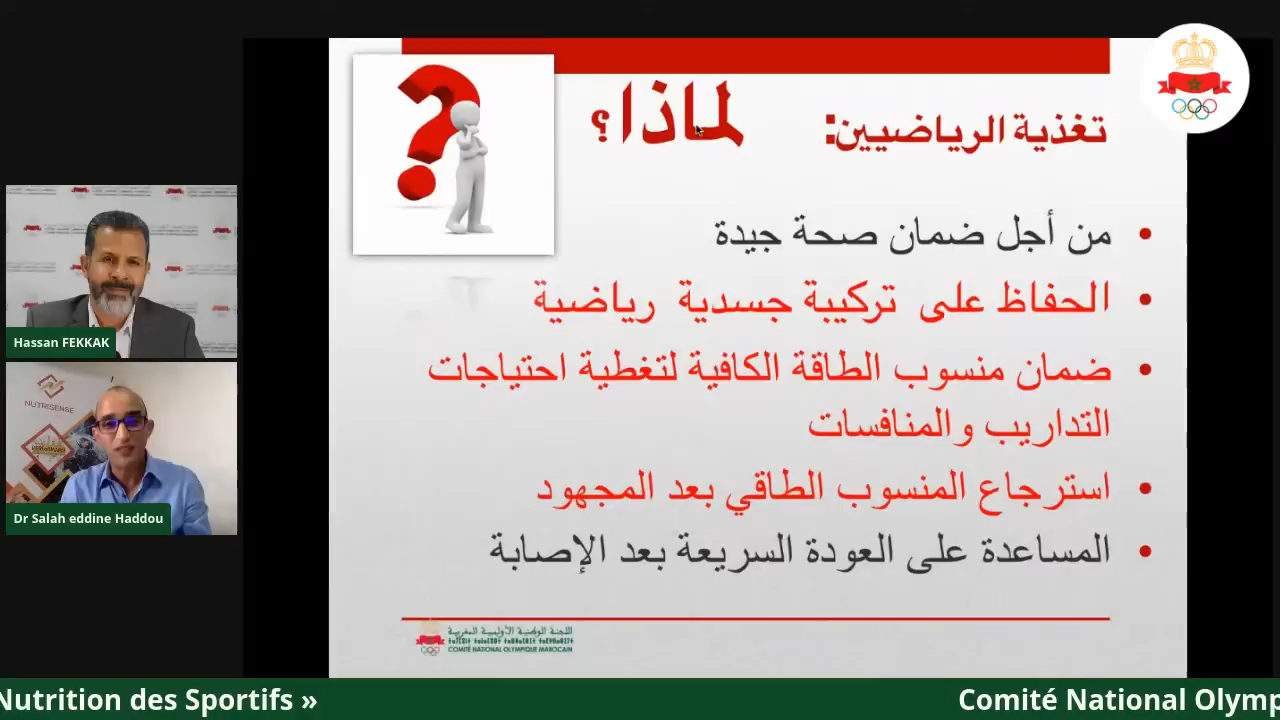 تغذية الرياضيين: لماذا؟
من أجل ضمان صحة جيدة
الحفاظ على تركيبة جسدية رياضية
ضمان منسوب الطاقة الكافية لتغطية احتياجات
التداريب والمنافسات
استرجاع المنسوب الطاقي بعد المجهود
المساعدة على العودة السريعة بعد الإصابة
اللجنة الوطنية الأولمبية المغربية
COMITÉ NATIONAL OLYMPIQUE MAROCAIN
Hassan FEKKAK
NUTRISENSE
Dr Salah eddine Haddou
Nutrition des Sportifs »
Comité National Olymp